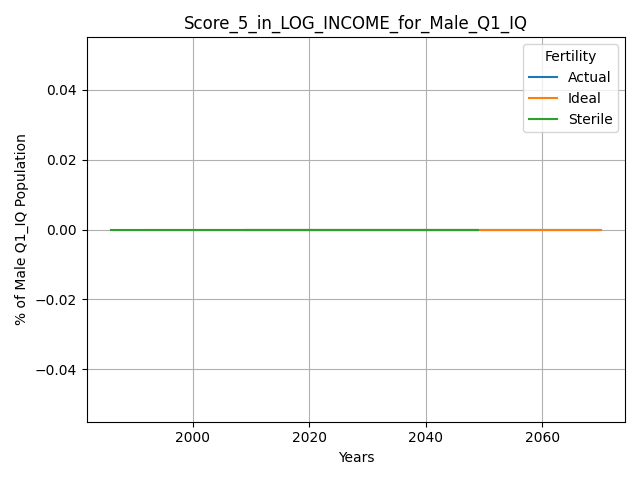 Score_5_in_LOG_INCOME_for_Male_Q1_IQ
Fertility
Actual
Ideal
Sterile
% of Male Q1_IQ Population
0.04
0.02
0.00
−0.02
−0.04
2000
2020
2040
2060
Years